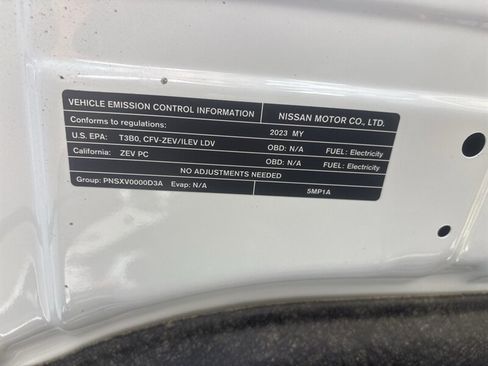 VEHICLE EMISSION CONTROL INFORMATION NISSAN MOTOR CO., LTD.
Conforms to regulations: 2023 MY
U.S. EPA: T3B0, CFV-ZEV/ILEV LDV OBD: N/A FUEL: Electricity
California: ZEV PC OBD: N/A FUEL: Electricity
NO ADJUSTMENTS NEEDED
Group: PNSXV0000D3A Evap: N/A 5MP1A